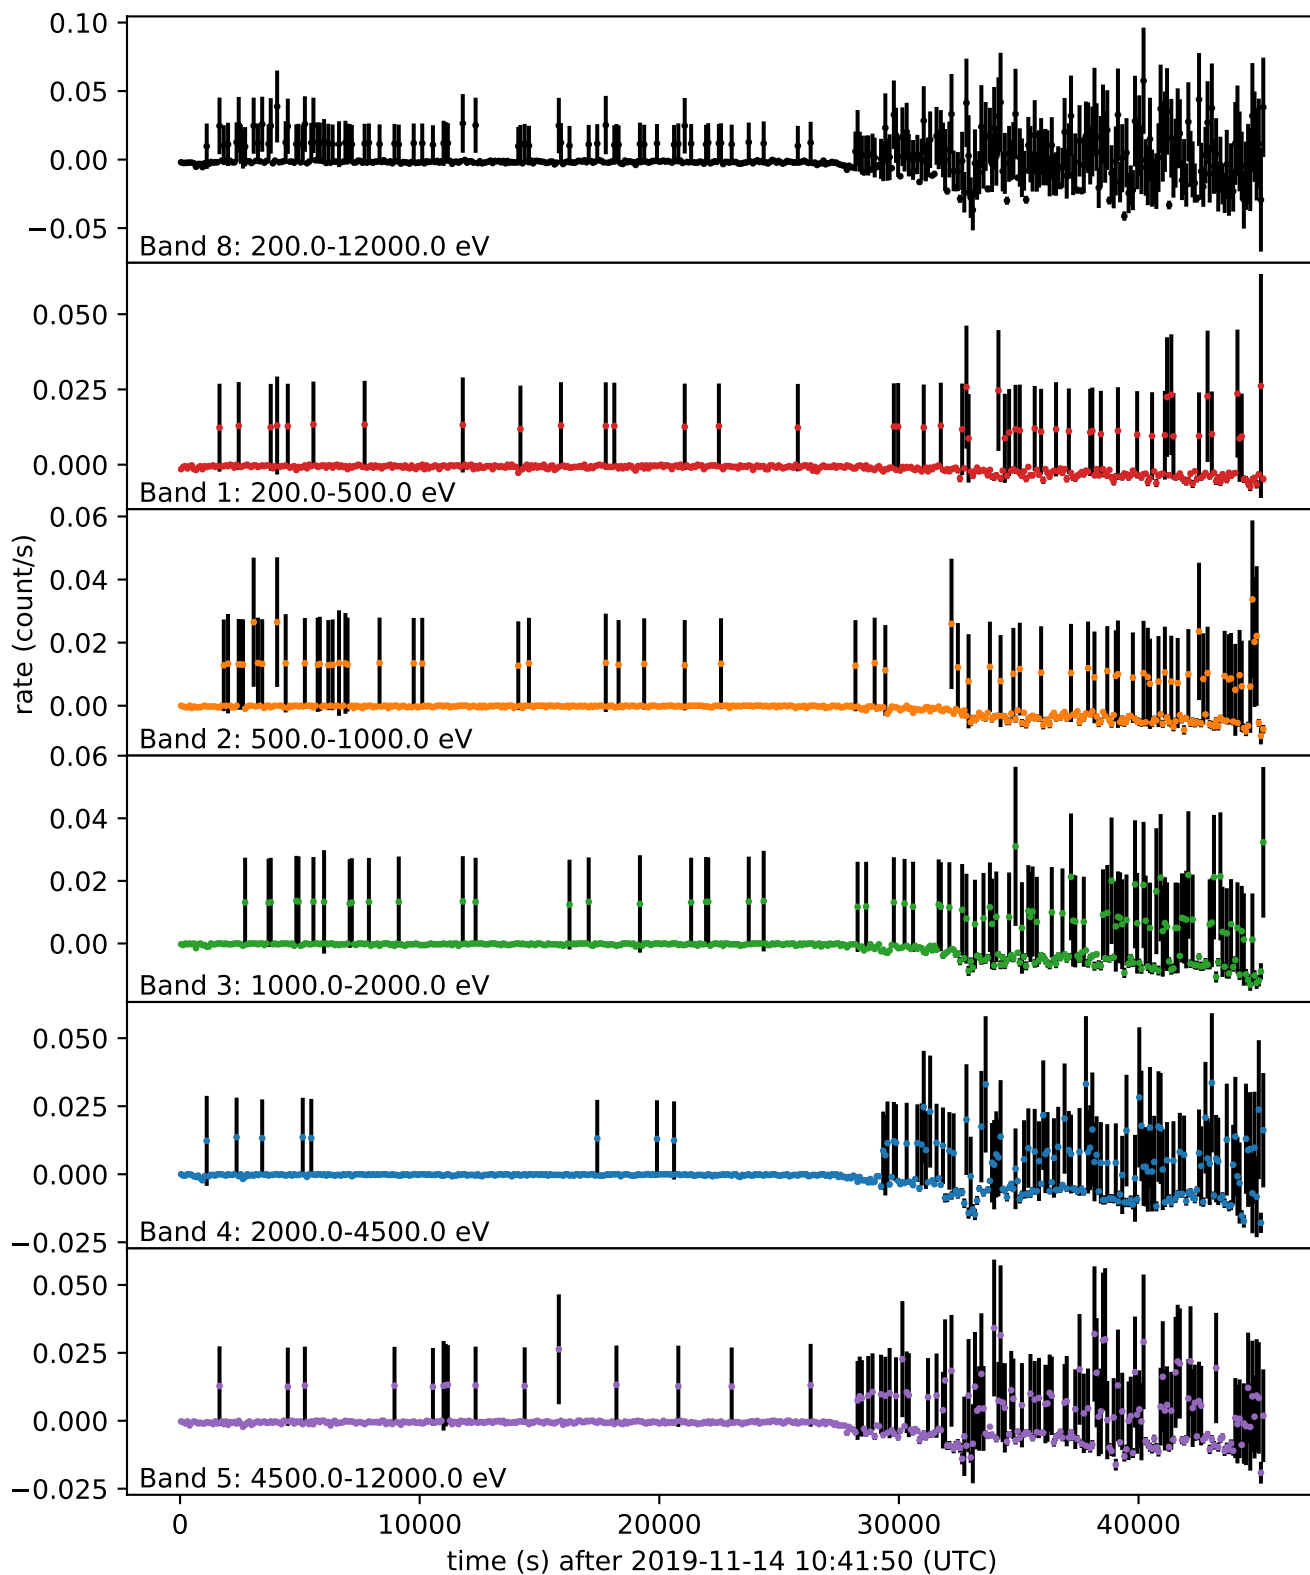 0.10
0.05
0.00
−0.05
Band 8: 200.0-12000.0 eV
0.050
0.025
0.000
Band 1: 200.0-500.0 eV
0.06
0.04
0.02
0.00
Band 2: 500.0-1000.0 eV
rate (count/s)
0.06
0.04
0.02
0.00
Band 3: 1000.0-2000.0 eV
0.050
0.025
0.000
−0.025
Band 4: 2000.0-4500.0 eV
0.050
0.025
0.000
−0.025
Band 5: 4500.0-12000.0 eV
0 10000 20000 30000 40000
time (s) after 2019-11-14 10:41:50 (UTC)